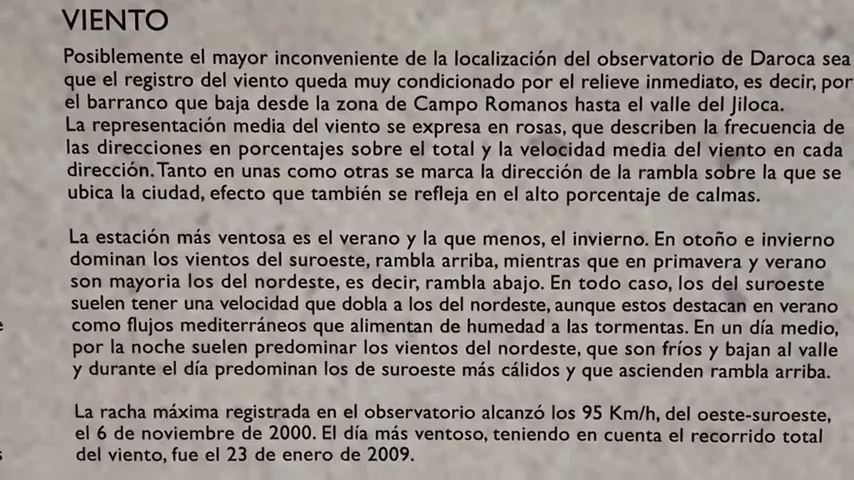 VIENTO
Posiblemente el mayor inconveniente de la localización del observatorio de Daroca sea
que el registro del viento queda muy condicionado por el relieve inmediato, es decir, por
el barranco que baja desde la zona de Campo Romanos hasta el valle del Jiloca.
La representación media del viento se expresa en rosas, que describen la frecuencia de
las direcciones en porcentajes sobre el total y la velocidad media del viento en cada
dirección. Tanto en unas como otras se marca la dirección de la rambla sobre la que se
ubica la ciudad, efecto que también se refleja en el alto porcentaje de calmas.
La estación más ventosa es el verano y la que menos, el invierno. En otoño e invierno
dominan los vientos del suroeste, rambla arriba, mientras que en primavera y verano
son mayoria los del nordeste, es decir, rambla abajo. En todo caso, los del suroeste
suelen tener una velocidad que dobla a los del nordeste, aunque estos destacan en verano
como flujos mediterráneos que alimentan de humedad a las tormentas. En un día medio,
por la noche suelen predominar los vientos del nordeste, que son fríos y bajan al valle
y durante el día predominan los de suroeste más cálidos y que ascienden rambla arriba.
La racha máxima registrada en el observatorio alcanzó los 95 Km/h, del oeste-suroeste,
el 6 de noviembre de 2000. El día más ventoso, teniendo en cuenta el recorrido total
del viento, fue el 23 de enero de 2009.